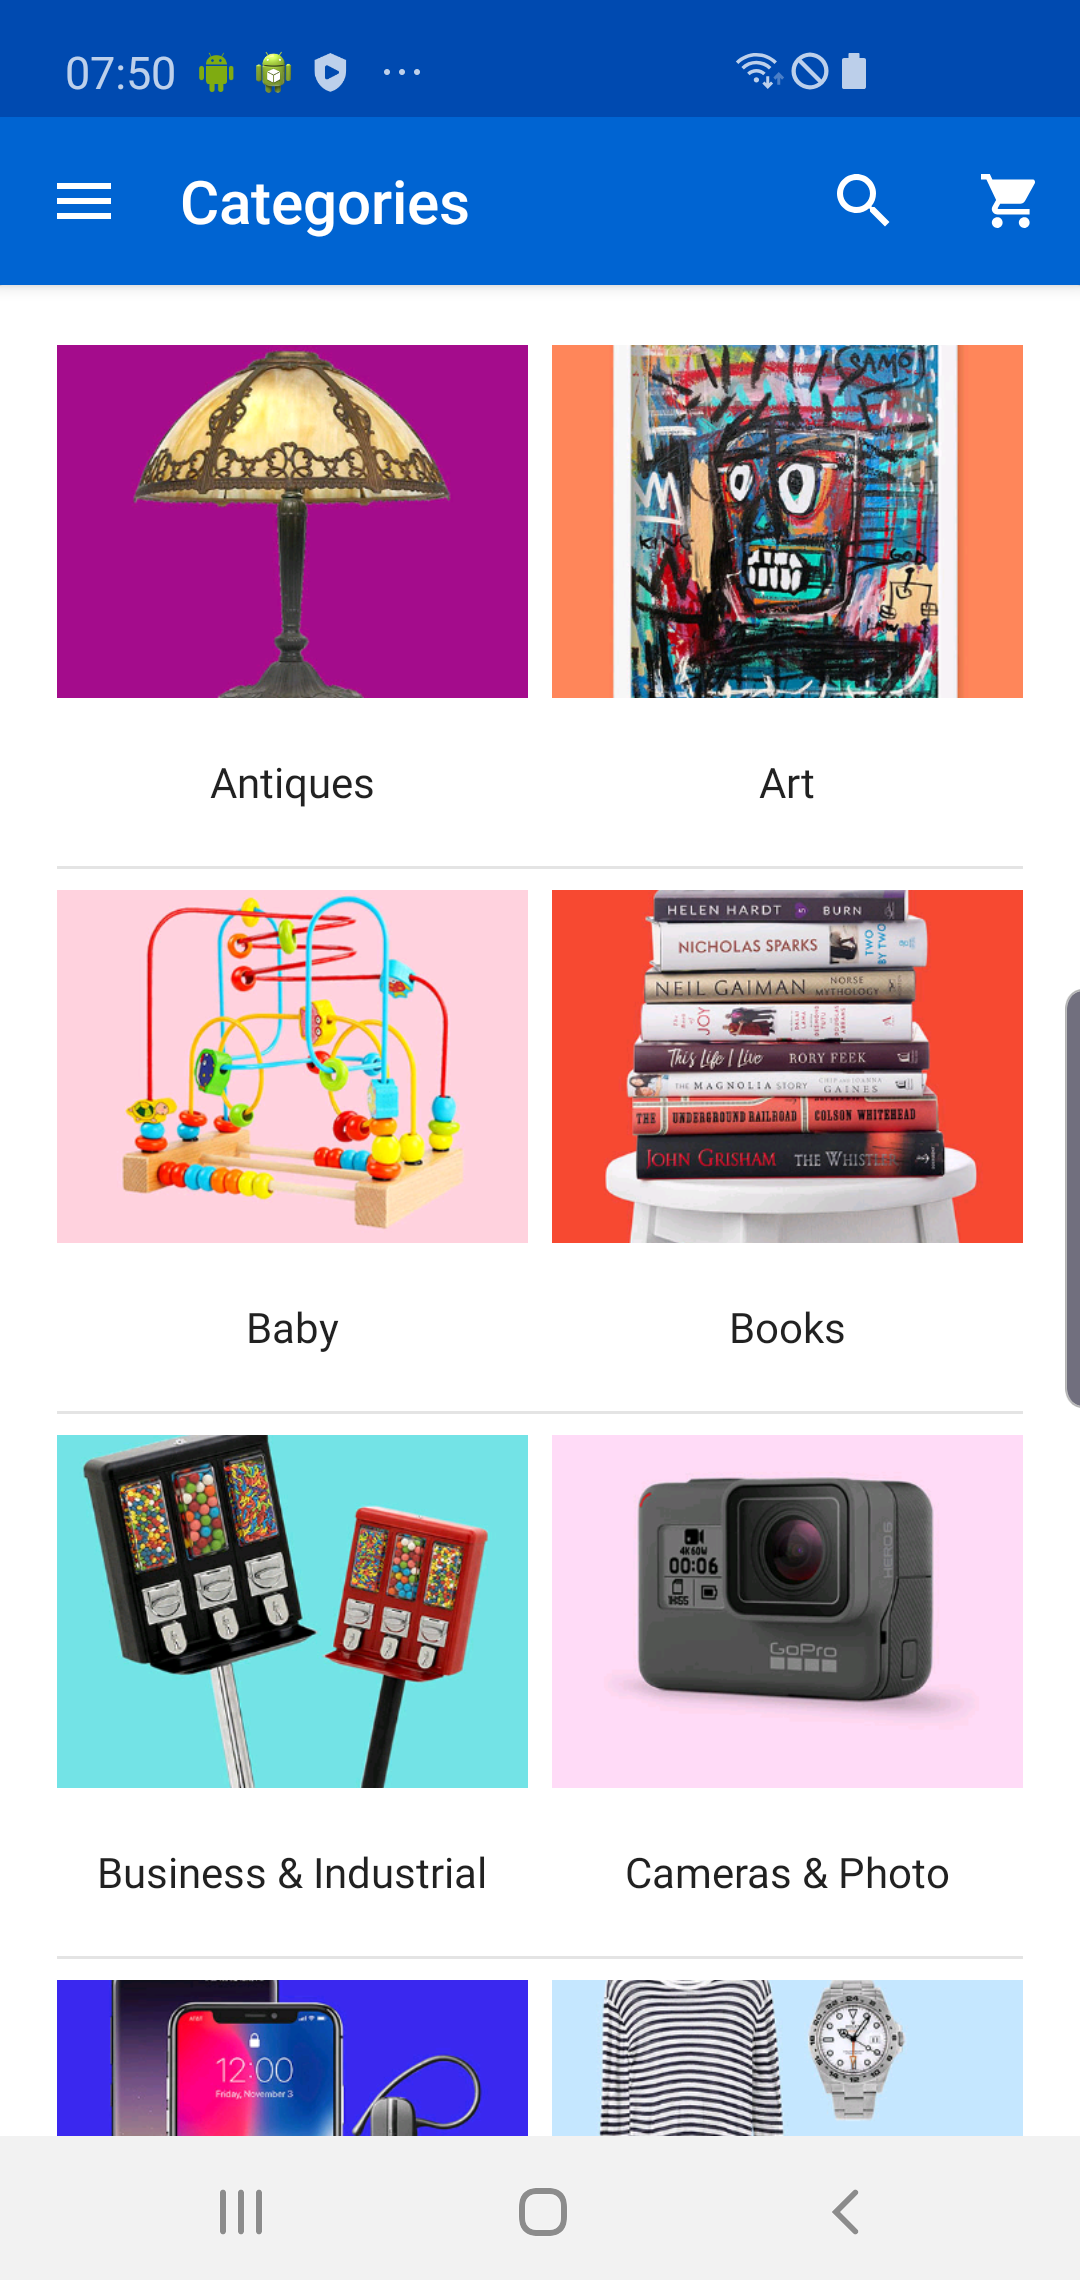 07:50
Categories
SAMO
KING
GOD
Antiques
Art
HELEN HARDT BURN
NICHOLAS SPARKS TWO BY TWO
NEIL GAIMAN NORSE MYTHOLOGY
JOY
This Life I Live RORY FEEK
THE MAGNOLIA STORY CHIP AND JOANNA GAINES
THE UNDERGROUND RAILROAD COLSON WHITEHEAD
JOHN GRISHAM THE WHISTLER
Baby
Books
4K60W
00:06
1H55
HERO6
GoPro
Business & Industrial
Cameras & Photo
AT&T
12:00
Friday, November 3